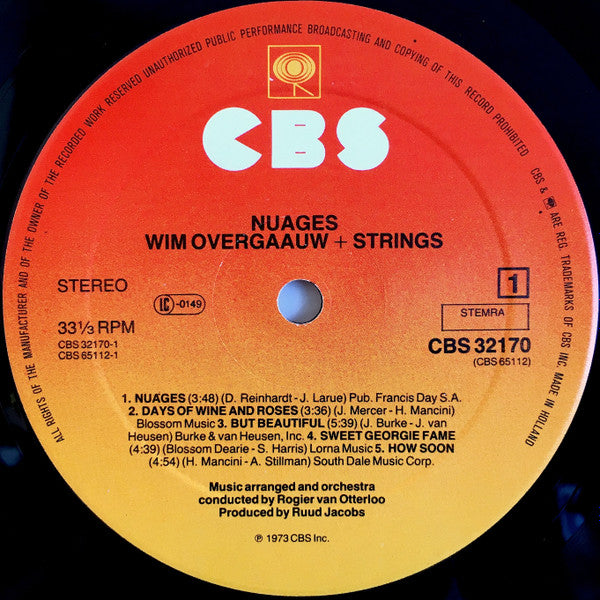 ALL RIGHTS OF THE MANUFACTURER AND OF THE OWNER OF THE RECORDED WORK RESERVED UNAUTHORIZED PUBLIC PERFORMANCE BROADCASTING AND COPYING OF THIS RECORD PROHIBITED
CBS & ARE REG. TRADEMARKS OF CBS INC. MADE IN HOLLAND
CBS
NUAGES
WIM OVERGAAUW + STRINGS
STEREO
LC-0149
1
STEMRA
33⅓ RPM
CBS 32170
CBS 32170-1
(CBS 65112)
CBS 65112-1
1. NUAGES (3:48) (D. Reinhardt - J. Larue) Pub. Francis Day S.A.
2. DAYS OF WINE AND ROSES (3:36) (J. Mercer - H. Mancini)
Blossom Music 3. BUT BEAUTIFUL (5:39) (J. Burke - J. van
Heusen) Burke & van Heusen, Inc. 4. SWEET GEORGIE FAME
(4:39) (Blossom Dearie - S. Harris) Lorna Music 5. HOW SOON
(4:54) (H. Mancini - A. Stillman) South Dale Music Corp.
Music arranged and orchestra
conducted by Rogier van Otterloo
Produced by Ruud Jacobs
℗ 1973 CBS Inc.